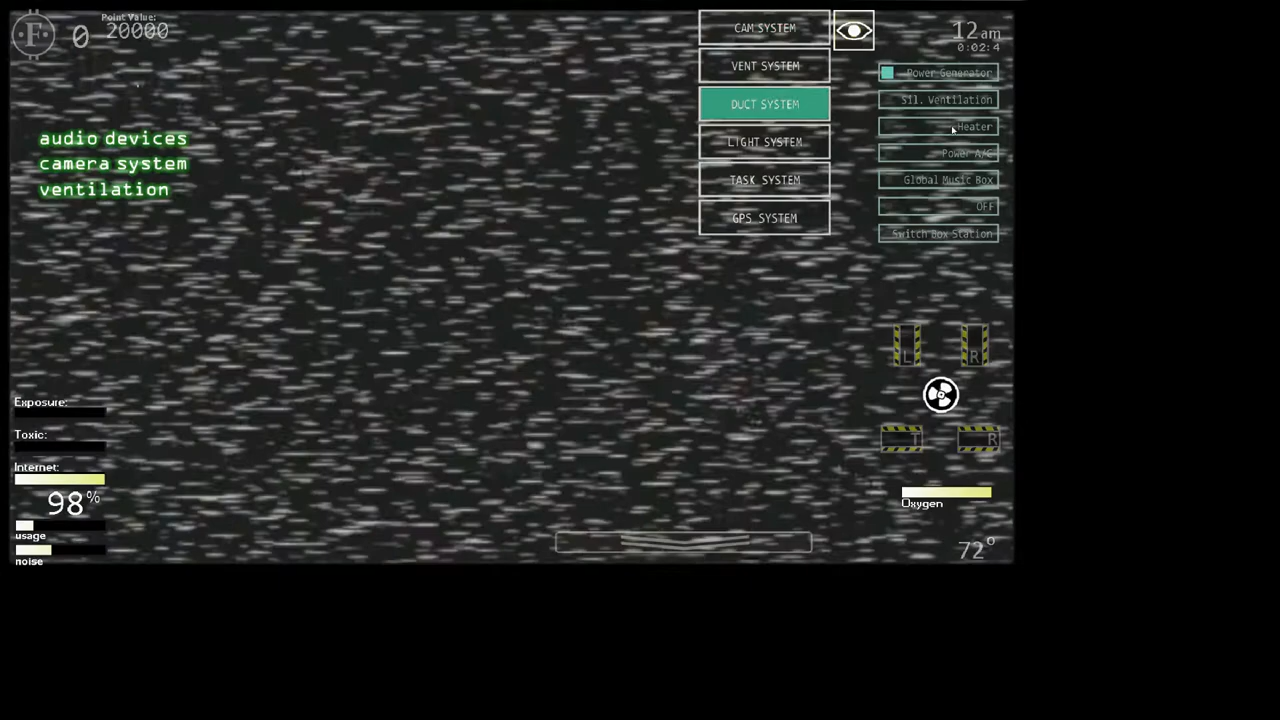 F
0
Point Value:
20000
CAM SYSTEM
VENT SYSTEM
DUCT SYSTEM
LIGHT SYSTEM
TASK SYSTEM
GPS SYSTEM
12 am
0:02:4
Power Generator
Sil. Ventilation
Heater
Power A/C
Global Music Box
OFF
Switch Box Station
audio devices
camera system
ventilation
L
R
T
R
Oxygen
72°
Exposure:
Toxic:
Internet:
98%
usage
noise